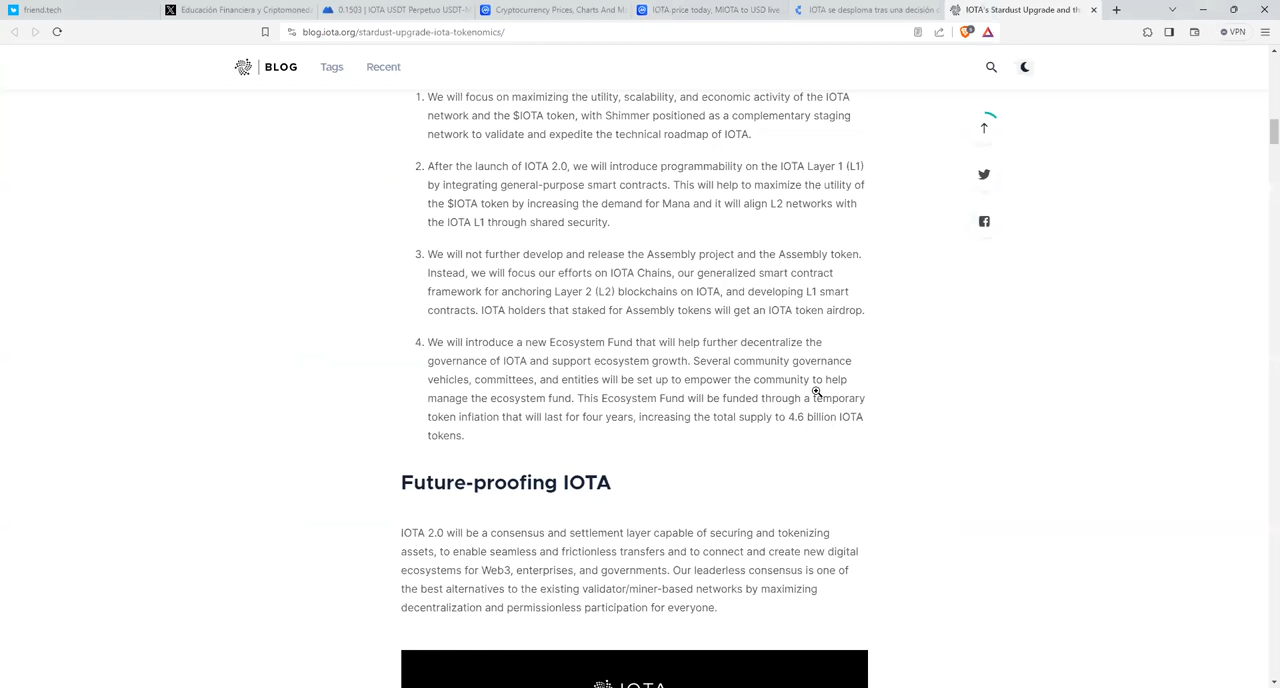 friend.tech
Educación Financiera y Criptomoned
0.1503 | IOTA USDT Perpetuo USDT-M
Cryptocurrency Prices, Charts And M
IOTA price today, MIOTA to USD live
IOTA se desploma tras una decisión
IOTA's Stardust Upgrade and th
blog.iota.org/stardust-upgrade-iota-tokenomics/
VPN
BLOG
Tags
Recent
1. We will focus on maximizing the utility, scalability, and economic activity of the IOTA
network and the $IOTA token, with Shimmer positioned as a complementary staging
network to validate and expedite the technical roadmap of IOTA.
2. After the launch of IOTA 2.0, we will introduce programmability on the IOTA Layer 1 (L1)
by integrating general-purpose smart contracts. This will help to maximize the utility of
the $IOTA token by increasing the demand for Mana and it will align L2 networks with
the IOTA L1 through shared security.
3. We will not further develop and release the Assembly project and the Assembly token.
Instead, we will focus our efforts on IOTA Chains, our generalized smart contract
framework for anchoring Layer 2 (L2) blockchains on IOTA, and developing L1 smart
contracts. IOTA holders that staked for Assembly tokens will get an IOTA token airdrop.
4. We will introduce a new Ecosystem Fund that will help further decentralize the
governance of IOTA and support ecosystem growth. Several community governance
vehicles, committees, and entities will be set up to empower the community to help
manage the ecosystem fund. This Ecosystem Fund will be funded through a temporary
token inflation that will last for four years, increasing the total supply to 4.6 billion IOTA
tokens.
Future-proofing IOTA
IOTA 2.0 will be a consensus and settlement layer capable of securing and tokenizing
assets, to enable seamless and frictionless transfers and to connect and create new digital
ecosystems for Web3, enterprises, and governments. Our leaderless consensus is one of
the best alternatives to the existing validator/miner-based networks by maximizing
decentralization and permissionless participation for everyone.
IOTA